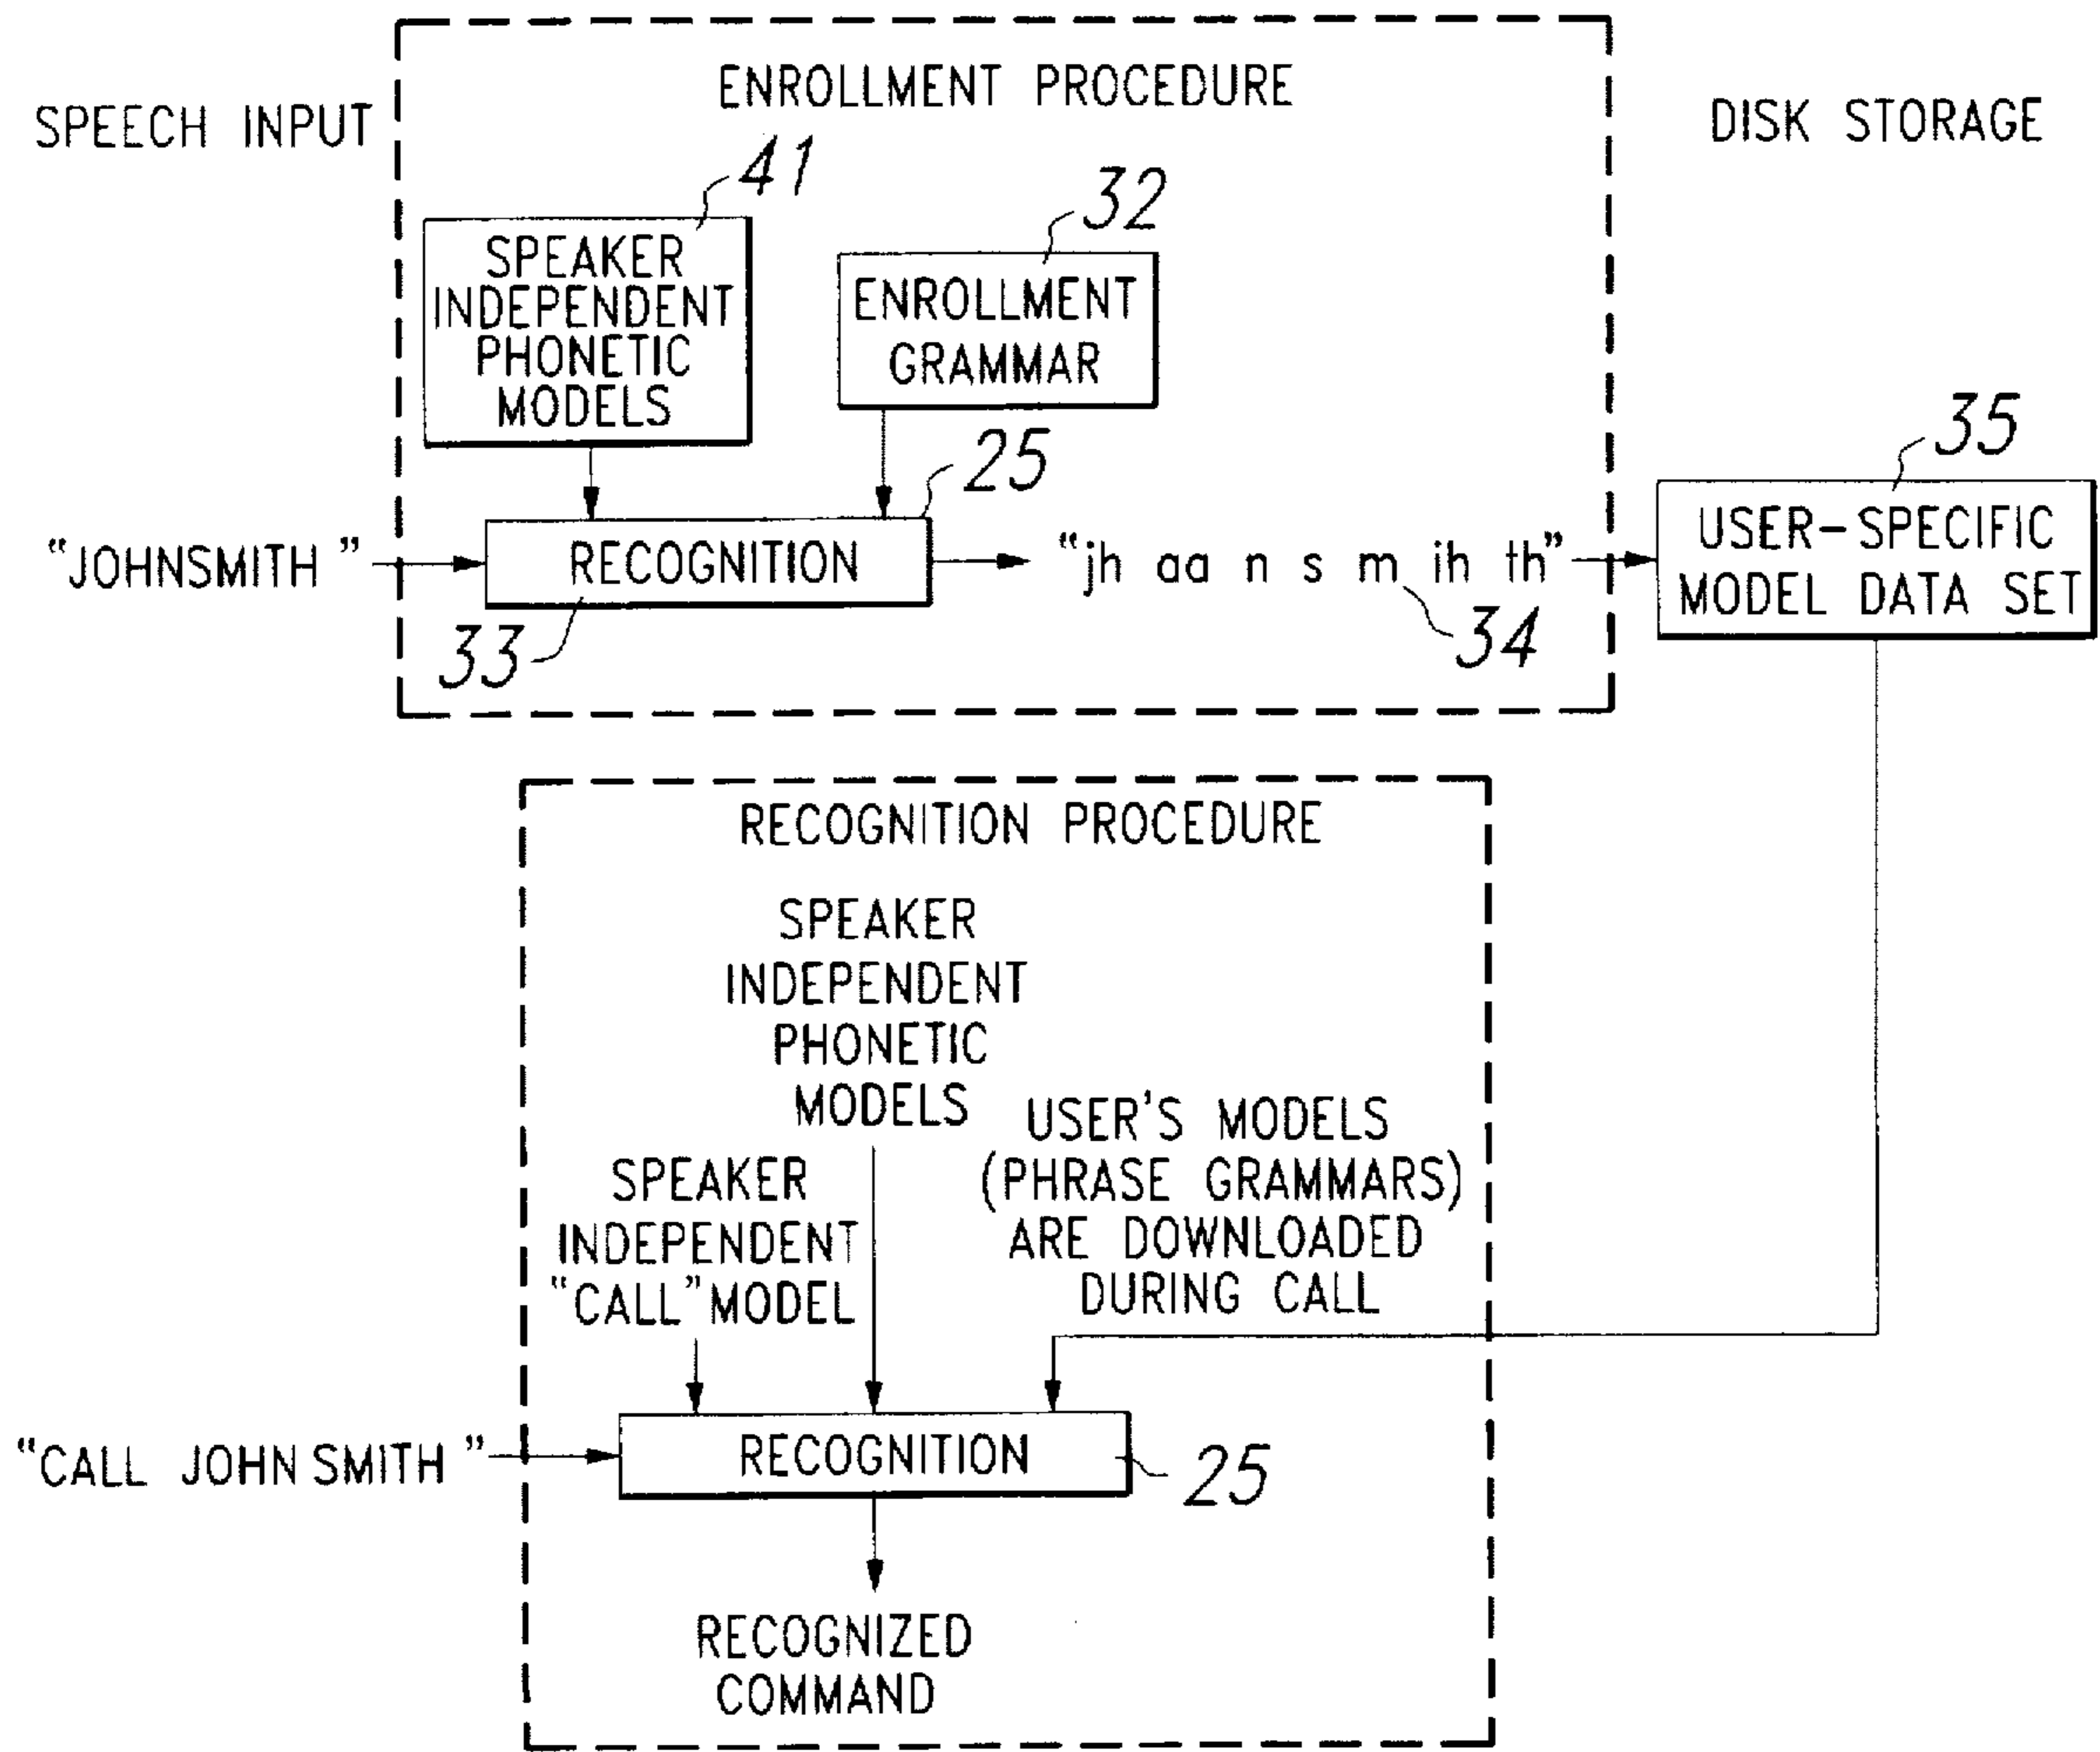 ENROLLMENT PROCEDURE
SPEECH INPUT
DISK STORAGE
41
32
SPEAKER
INDEPENDENT
PHONETIC
MODELS
ENROLLMENT
GRAMMAR
25
35
"JOHNSMITH "
RECOGNITION
"jh aa n s m ih th"
USER-SPECIFIC
MODEL DATA SET
33
34
RECOGNITION PROCEDURE
SPEAKER
INDEPENDENT
PHONETIC
MODELS
SPEAKER
INDEPENDENT
"CALL" MODEL
USER'S MODELS
(PHRASE GRAMMARS)
ARE DOWNLOADED
DURING CALL
"CALL JOHN SMITH "
RECOGNITION
25
RECOGNIZED
COMMAND